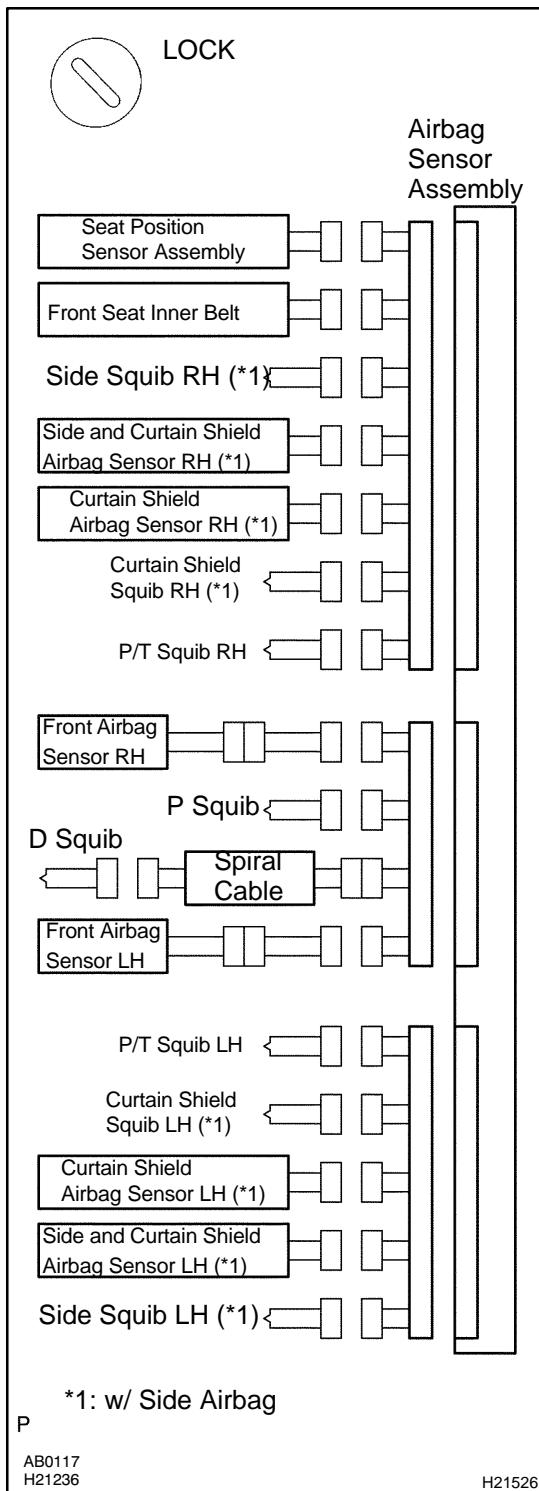 LOCK
Airbag
Sensor
Assembly
Seat Position
Sensor Assembly
Front Seat Inner Belt
Side Squib RH (*1)
Side and Curtain Shield
Airbag Sensor RH (*1)
Curtain Shield
Airbag Sensor RH (*1)
Curtain Shield
Squib RH (*1)
P/T Squib RH
Front Airbag
Sensor RH
P Squib
D Squib
Spiral
Cable
Front Airbag
Sensor LH
P/T Squib LH
Curtain Shield
Squib LH (*1)
Curtain Shield
Airbag Sensor LH (*1)
Side and Curtain Shield
Airbag Sensor LH (*1)
Side Squib LH (*1)
*1: w/ Side Airbag
P
AB0117
H21236
H21526